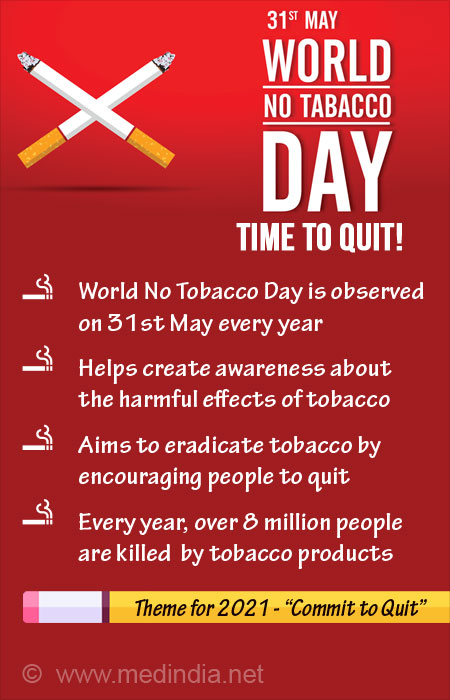 31ST MAY
WORLD
NO TABACCO
DAY
TIME TO QUIT!
World No Tobacco Day is observed
on 31st May every year
Helps create awareness about
the harmful effects of tobacco
Aims to eradicate tobacco by
encouraging people to quit
Every year, over 8 million people
are killed by tobacco products
Theme for 2021 - “Commit to Quit”
© www.medindia.net